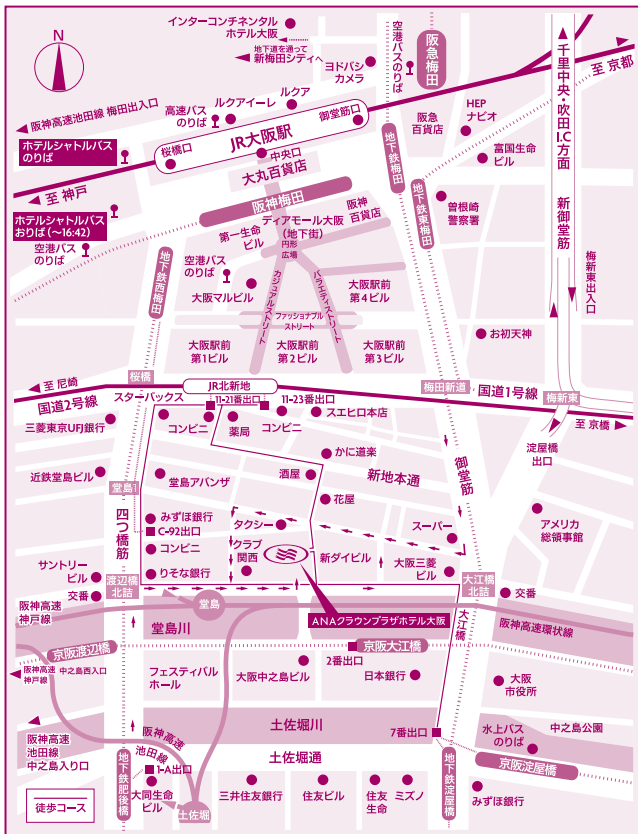 インターコンチネンタル
ホテル大阪
地下道を通って
新梅田シティへ
ヨドバシ
カメラ
空港バスのりば
阪急梅田
千里中央・吹田I.C方面
至 京都
N
阪神高速池田線 梅田出入口
高速バス
のりば
ルクアイーレ
ルクア
御堂筋口
JR大阪駅
桜橋口
中央口
大丸百貨店
阪急
百貨店
HEP
ナビオ
富国生命
ビル
ホテルシャトルバス
のりば
至 神戸
地下鉄梅田
地下鉄東梅田
新御堂筋
阪神梅田
阪神
百貨店
曽根崎
警察署
ホテルシャトルバス
おりば(〜16:42)
空港バス
のりば
第一生命
ビル
ディアモール大阪
(地下街)
円形
広場
空港バス
のりば
地下鉄西梅田
大阪マルビル
カジュアルストリート
バラエティストリート
大阪駅前
第4ビル
ファッショナブル
ストリート
梅新東出入口
大阪駅前
第1ビル
大阪駅前
第2ビル
大阪駅前
第3ビル
お初天神
桜橋
至 尼崎
国道2号線
JR北新地
梅田新道
国道1号線
梅新東
至 京橋
スターバックス
11-21番出口
11-23番出口
スエヒロ本店
三菱東京UFJ銀行
コンビニ
薬局
コンビニ
淀屋橋
出口
かに道楽
近鉄堂島ビル
堂島アバンザ
酒屋
新地本通
御堂筋
堂島1
花屋
四つ橋筋
みずほ銀行
C-92出口
タクシー
スーパー
アメリカ
総領事館
コンビニ
クラブ
関西
新ダイビル
サントリー
ビル
りそな銀行
大阪三菱
ビル
渡辺橋
北詰
大江橋
北詰
交番
交番
阪神高速
神戸線
堂島
ANAクラウンプラザホテル大阪
大江橋
堂島川
阪神高速環状線
京阪渡辺橋
京阪大江橋
2番出口
阪神高速
神戸線
中之島西入口
フェスティバル
ホール
大阪中之島ビル
日本銀行
大阪
市役所
土佐堀川
7番出口
水上バス
のりば
中之島公園
阪神高速
池田線
中之島入り口
阪神高速
池田線
土佐堀通
京阪淀屋橋
地下鉄肥後橋
1-A出口
地下鉄淀屋橋
大同生命
ビル
土佐堀
三井住友銀行
住友ビル
住友
生命
ミズノ
みずほ銀行
徒歩コース